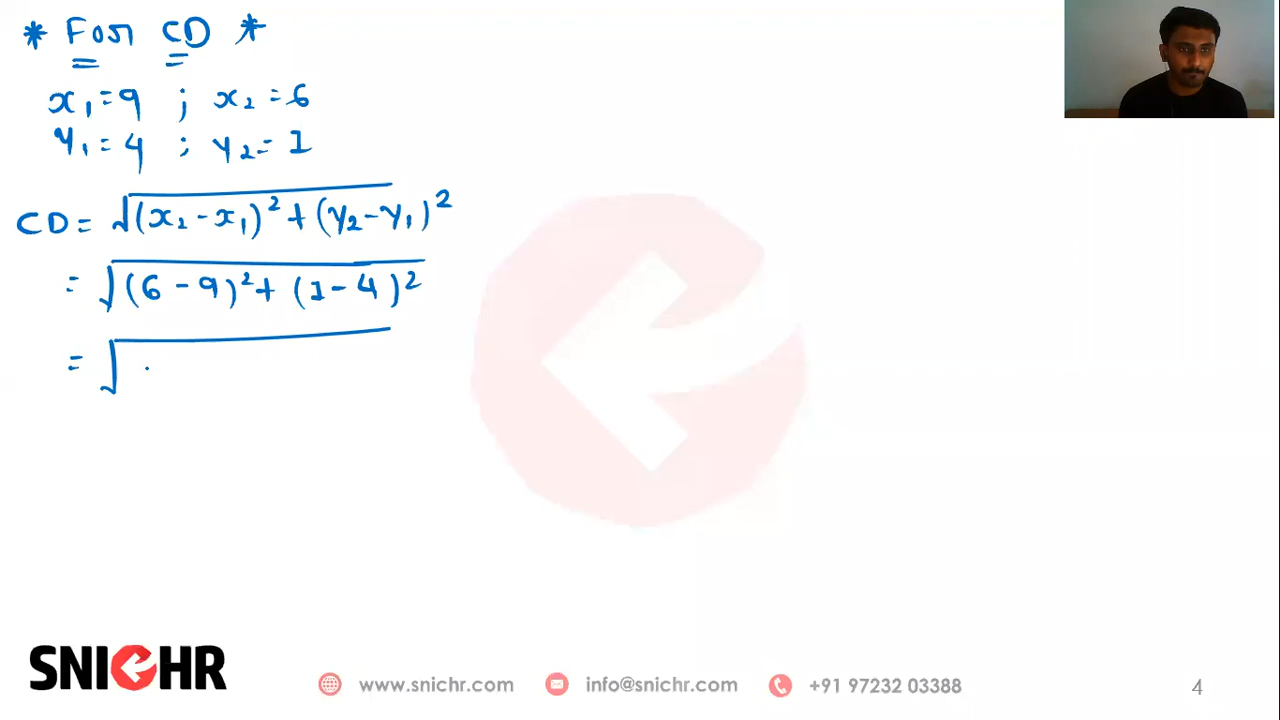 * For CD *
x₁=9 ; x₂=6
y₁=4 ; y₂=1
CD = √(x₂-x₁)²+(y₂-y₁)²
= √(6-9)²+(1-4)²
= √
SNICHR
www.snichr.com info@snichr.com +91 97232 03388 4